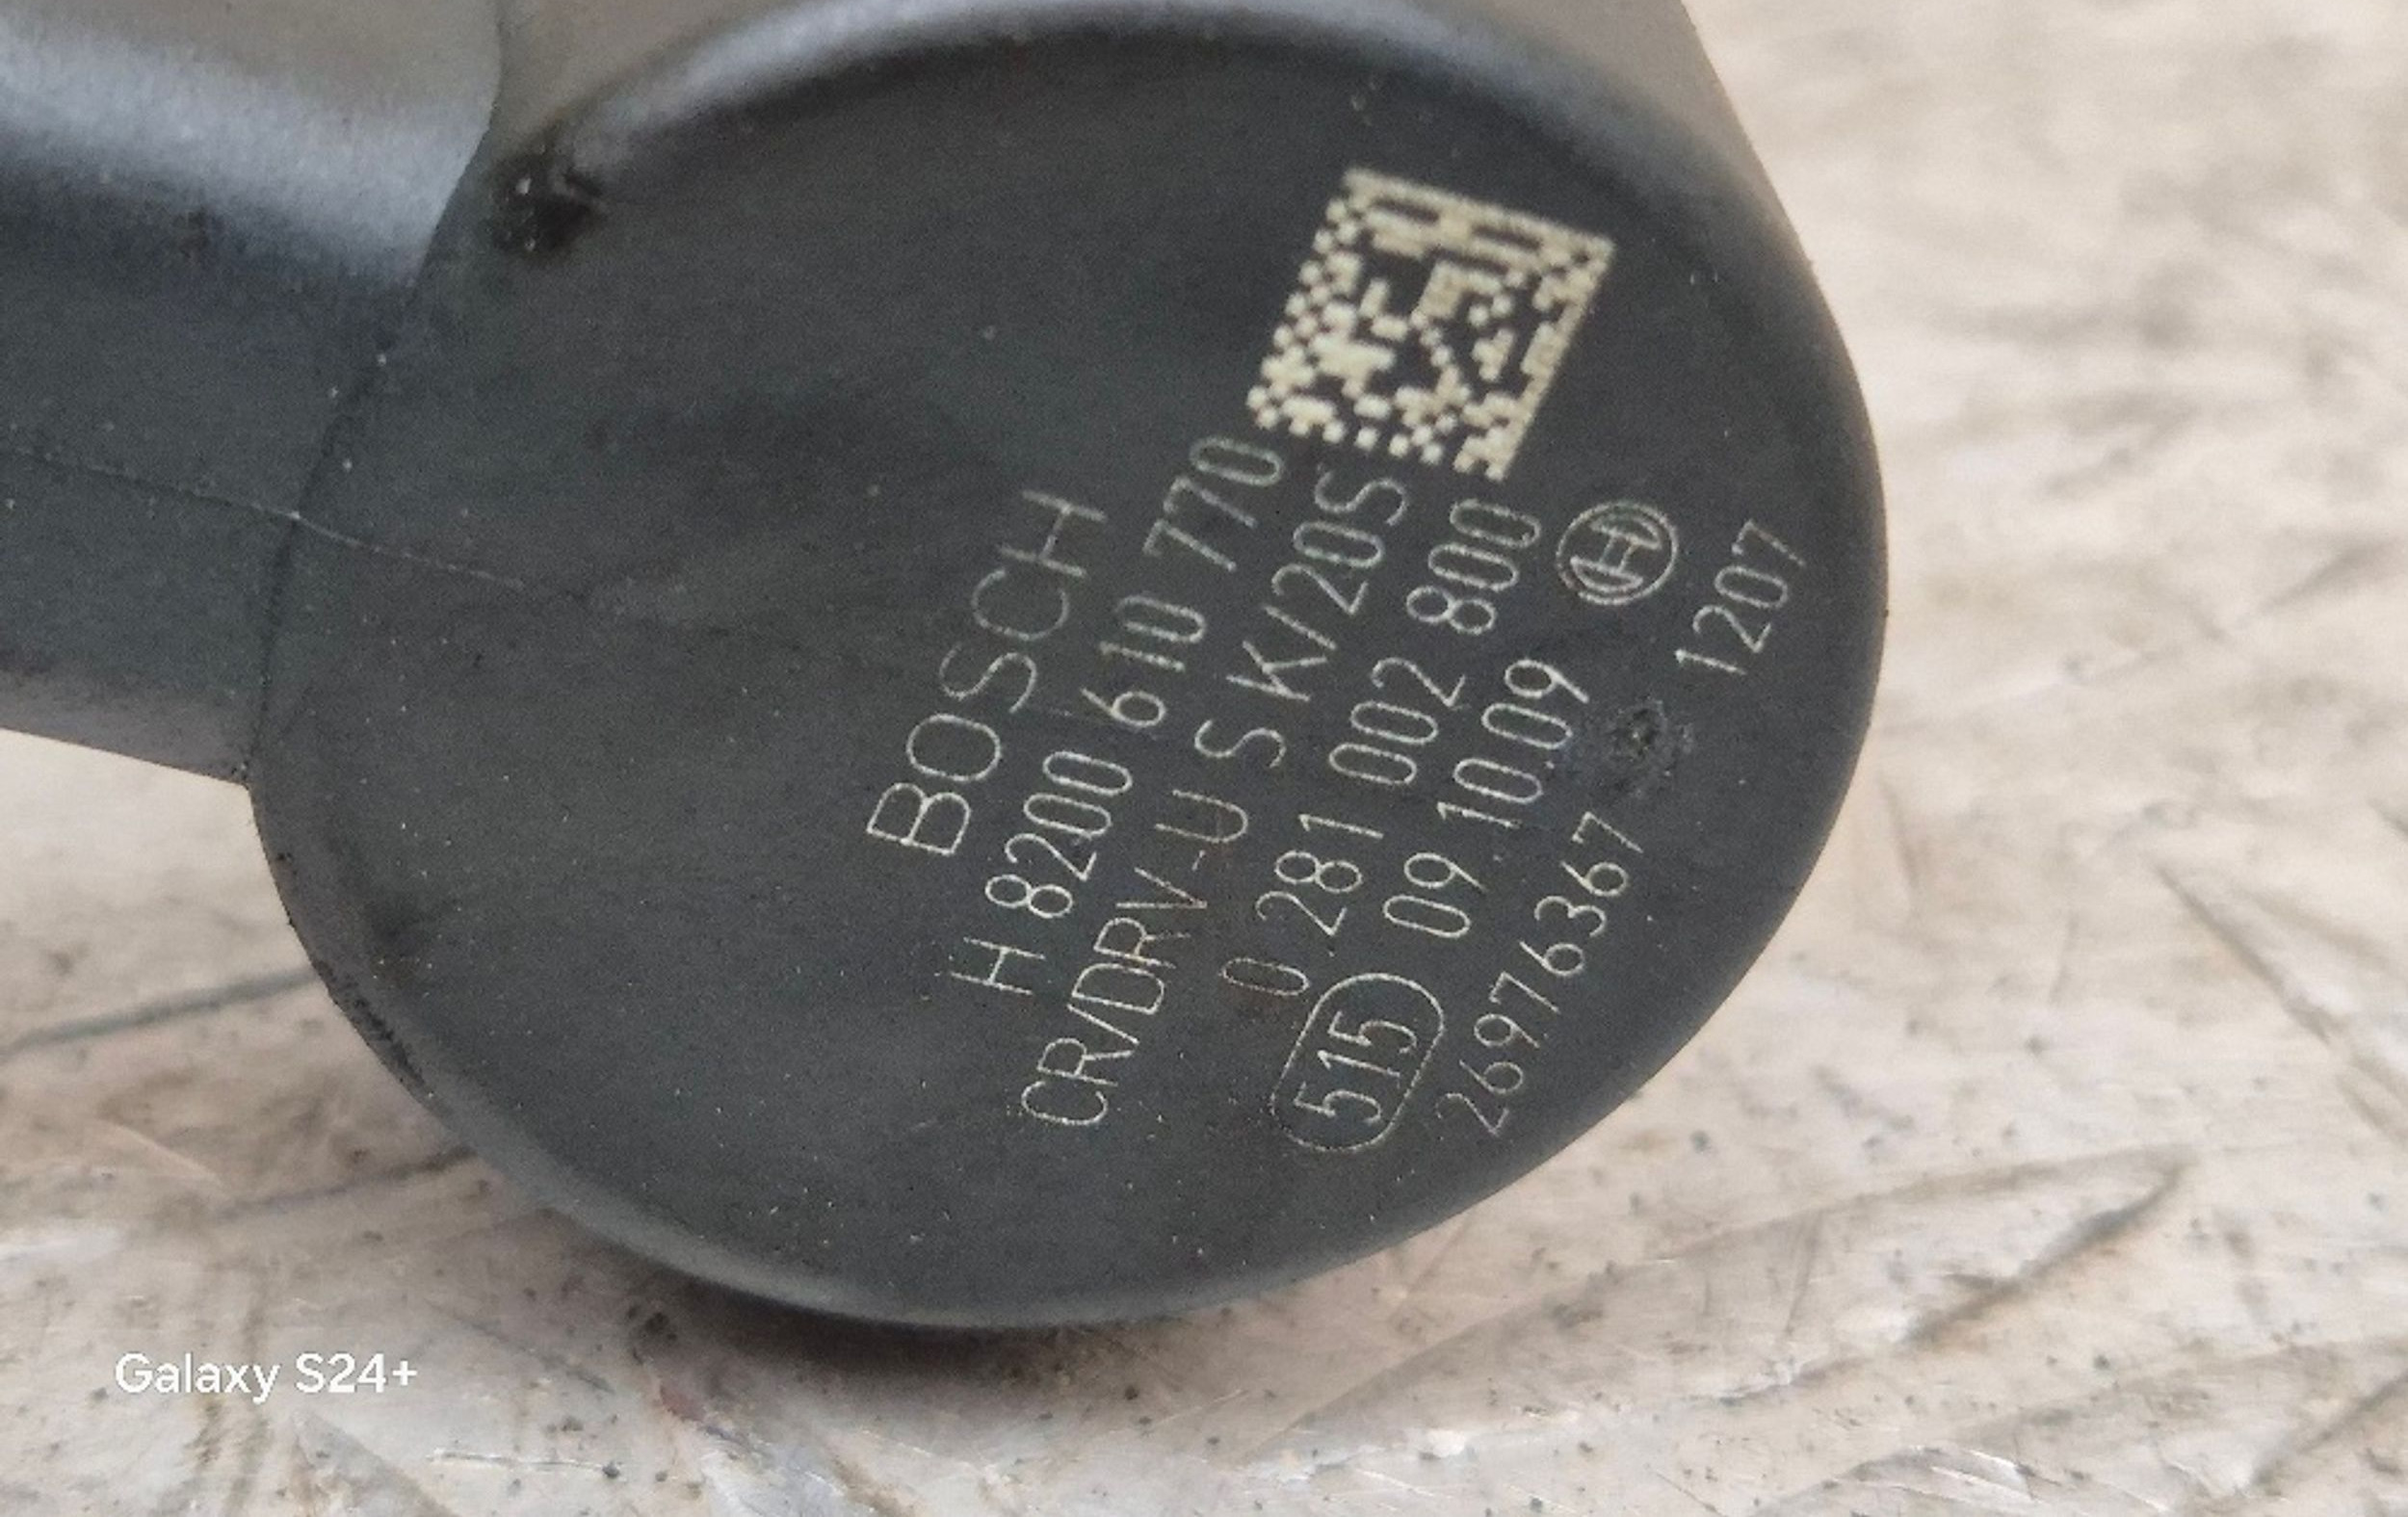 BOSCH
H 8200 610 770
CR/DRV-U S K/20S
0 281 002 800
515 09.10.09
26976367 1207
Galaxy S24+